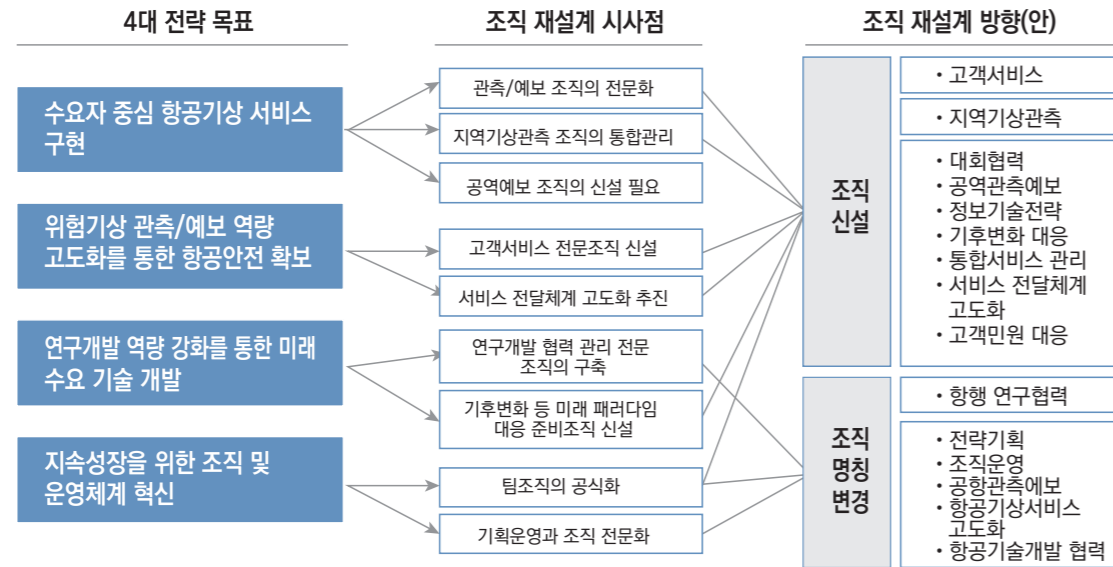 4대 전략 목표
조직 재설계 시사점
조직 재설계 방향(안)
수요자 중심 항공기상 서비스
구현
위험기상 관측/예보 역량
고도화를 통한 항공안전 확보
연구개발 역량 강화를 통한 미래
수요 기술 개발
지속성장을 위한 조직 및
운영체계 혁신
관측/예보 조직의 전문화
지역기상관측 조직의 통합관리
공역예보 조직의 신설 필요
고객서비스 전문조직 신설
서비스 전달체계 고도화 추진
연구개발 협력 관리 전문
조직의 구축
기후변화 등 미래 패러다임
대응 준비조직 신설
팀조직의 공식화
기획운영과 조직 전문화
조직
신설
• 고객서비스
• 지역기상관측
• 대회협력
• 공역관측예보
• 정보기술전략
• 기후변화 대응
• 통합서비스 관리
• 서비스 전달체계
고도화
• 고객민원 대응
조직
명칭
변경
• 항행 연구협력
• 전략기획
• 조직운영
• 공항관측에보
• 항공기상서비스
고도화
• 항공기술개발 협력